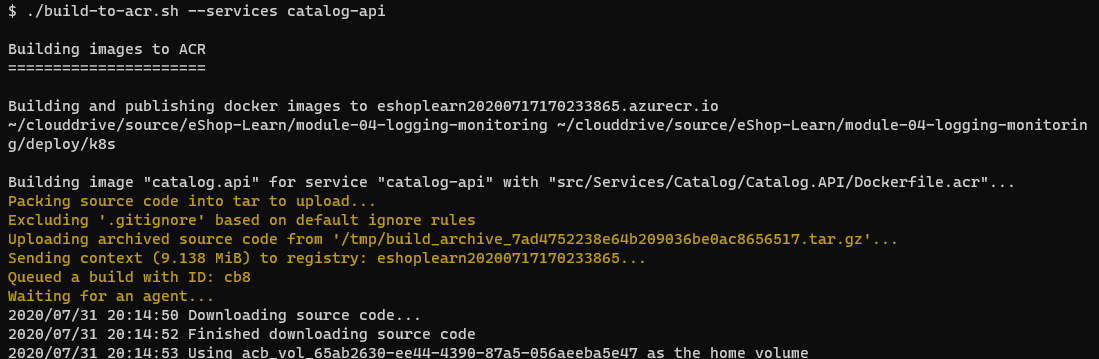 $ ./build-to-acr.sh --services catalog-api
Building images to ACR
======================
Building and publishing docker images to eshoplearn20200717170233865.azurecr.io
~/clouddrive/source/eShop-Learn/module-04-logging-monitoring ~/clouddrive/source/eShop-Learn/module-04-logging-monitorin
g/deploy/k8s
Building image "catalog.api" for service "catalog-api" with "src/Services/Catalog/Catalog.API/Dockerfile.acr"...
Packing source code into tar to upload...
Excluding '.gitignore' based on default ignore rules
Uploading archived source code from '/tmp/build_archive_7ad4752238e64b209036be0ac8656517.tar.gz'...
Sending context (9.138 MiB) to registry: eshoplearn20200717170233865...
Queued a build with ID: cb8
Waiting for an agent...
2020/07/31 20:14:50 Downloading source code...
2020/07/31 20:14:52 Finished downloading source code
2020/07/31 20:14:53 Using acb_vol_65ab2630-ee44-4390-87a5-056aeeba5e47 as the home volume